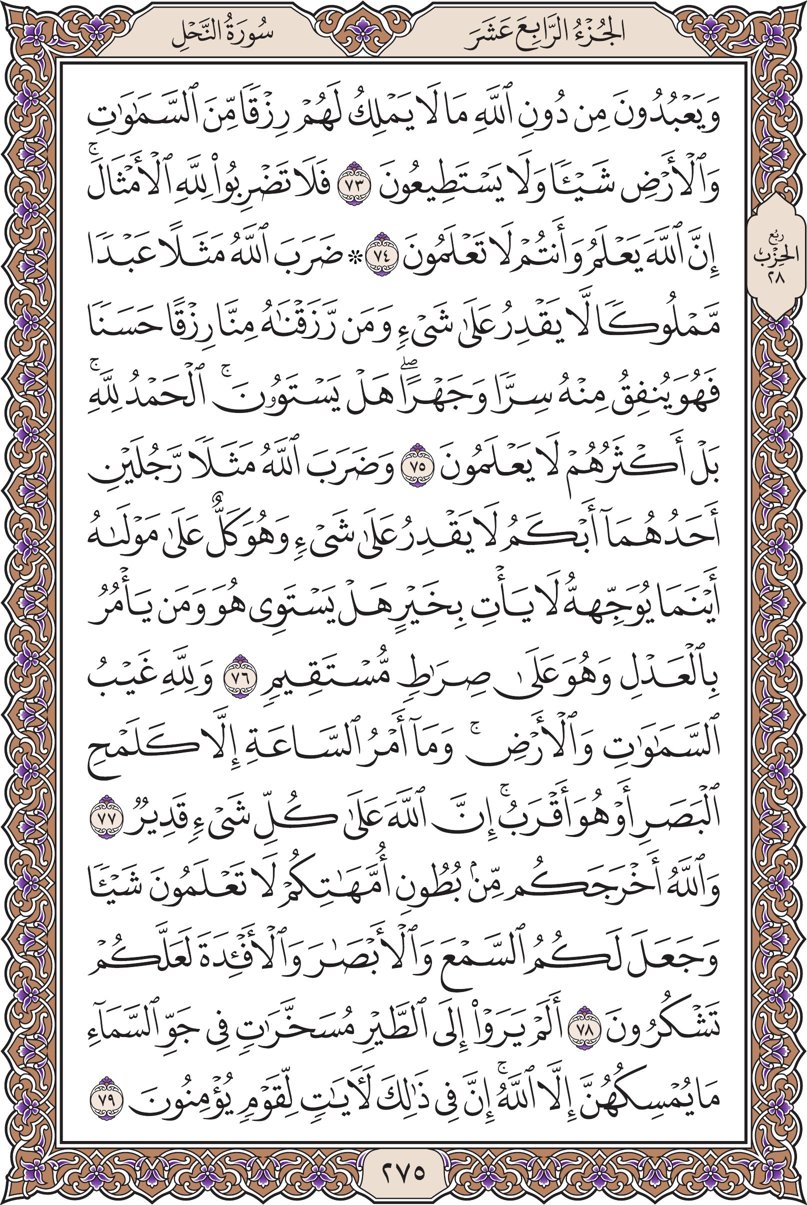 سُورَةُ النَّحْلِ
الجُزْءُ الرَّابِعَ عَشَرَ
وَيَعْبُدُونَ مِن دُونِ ٱللَّهِ مَا لَا يَمْلِكُ لَهُمْ رِزْقًا مِّنَ ٱلسَّمَٰوَٰتِ
وَٱلْأَرْضِ شَيْـًٔا وَلَا يَسْتَطِيعُونَ ٧٣ فَلَا تَضْرِبُوا۟ لِلَّهِ ٱلْأَمْثَالَ ۚ
إِنَّ ٱللَّهَ يَعْلَمُ وَأَنتُمْ لَا تَعْلَمُونَ ٧٤ * ضَرَبَ ٱللَّهُ مَثَلًا عَبْدًا
مَّمْلُوكًا لَّا يَقْدِرُ عَلَىٰ شَىْءٍ وَمَن رَّزَقْنَٰهُ مِنَّا رِزْقًا حَسَنًا
فَهُوَ يُنفِقُ مِنْهُ سِرًّا وَجَهْرًا ۖ هَلْ يَسْتَوُۥنَ ۚ ٱلْحَمْدُ لِلَّهِ ۚ
بَلْ أَكْثَرُهُمْ لَا يَعْلَمُونَ ٧٥ وَضَرَبَ ٱللَّهُ مَثَلًا رَّجُلَيْنِ
أَحَدُهُمَآ أَبْكَمُ لَا يَقْدِرُ عَلَىٰ شَىْءٍ وَهُوَ كَلٌّ عَلَىٰ مَوْلَىٰهُ
أَيْنَمَا يُوَجِّههُّ لَا يَأْتِ بِخَيْرٍ هَلْ يَسْتَوِى هُوَ وَمَن يَأْمُرُ
بِٱلْعَدْلِ وَهُوَ عَلَىٰ صِرَٰطٍ مُّسْتَقِيمٍ ٧٦ وَلِلَّهِ غَيْبُ
ٱلسَّمَٰوَٰتِ وَٱلْأَرْضِ ۚ وَمَآ أَمْرُ ٱلسَّاعَةِ إِلَّا كَلَمْحِ
ٱلْبَصَرِ أَوْ هُوَ أَقْرَبُ ۚ إِنَّ ٱللَّهَ عَلَىٰ كُلِّ شَىْءٍ قَدِيرٌ ٧٧
وَٱللَّهُ أَخْرَجَكُم مِّنۢ بُطُونِ أُمَّهَٰتِكُمْ لَا تَعْلَمُونَ شَيْـًٔا
وَجَعَلَ لَكُمُ ٱلسَّمْعَ وَٱلْأَبْصَٰرَ وَٱلْأَفْـِٔدَةَ لَعَلَّكُمْ
تَشْكُرُونَ ٧٨ أَلَمْ يَرَوْا۟ إِلَى ٱلطَّيْرِ مُسَخَّرَٰتٍ فِى جَوِّ ٱلسَّمَآءِ
مَا يُمْسِكُهُنَّ إِلَّا ٱللَّهُ ۚ إِنَّ فِى ذَٰلِكَ لَـَٔايَٰتٍ لِّقَوْمٍ يُؤْمِنُونَ ٧٩
ربع
الحِزْب
٢٨
٢٧٥